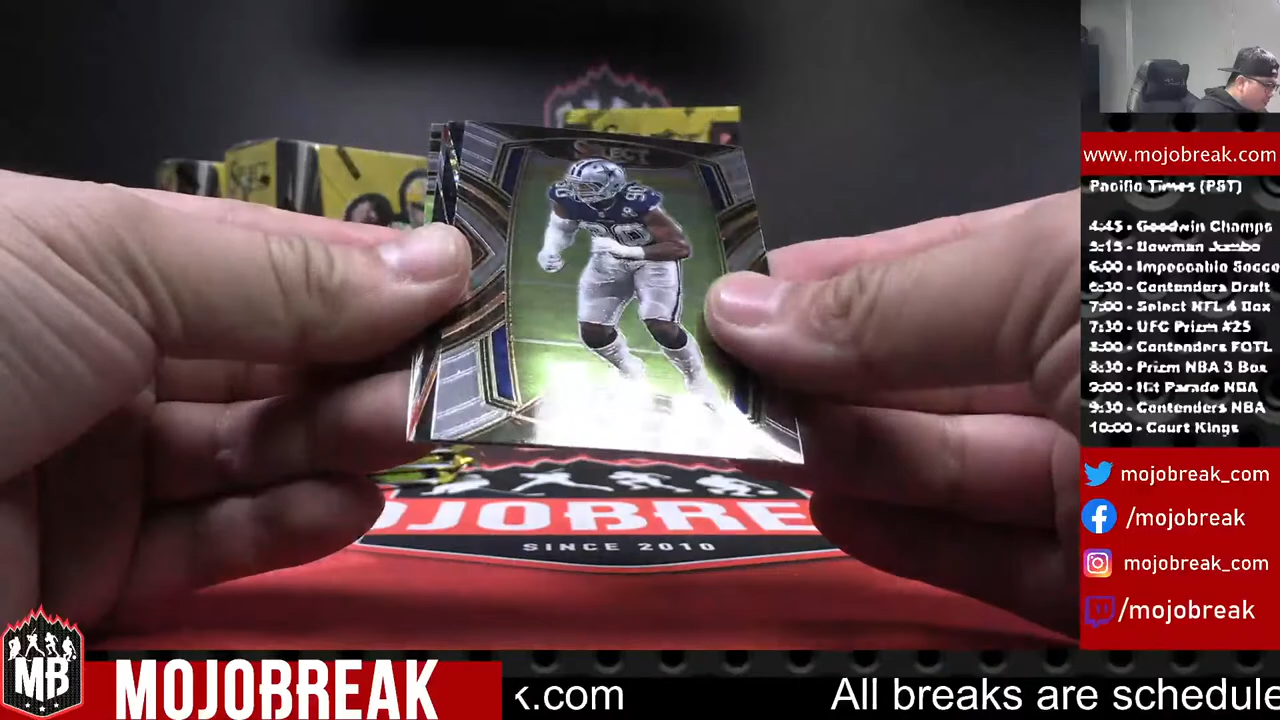 SELECT
90
90
OJOBRE
SINCE 2010
www.mojobreak.com
Pacific Times (PST)
4:45 - Goodwin Champs
5:15 - Bowman Jumbo
6:00 - Impeccable Socce
6:30 - Contenders Draft
7:00 - Select NFL 4 Box
7:30 - UFC Prizm #25
8:00 - Contenders FOTL
8:30 - Prizm NBA 3 Box
9:00 - Hit Parade NBA
9:30 - Contenders NBA
10:00 - Court Kings
mojobreak_com
/mojobreak
mojobreak_com
/mojobreak
MB
MOJOBREAK
k.com
All breaks are schedule